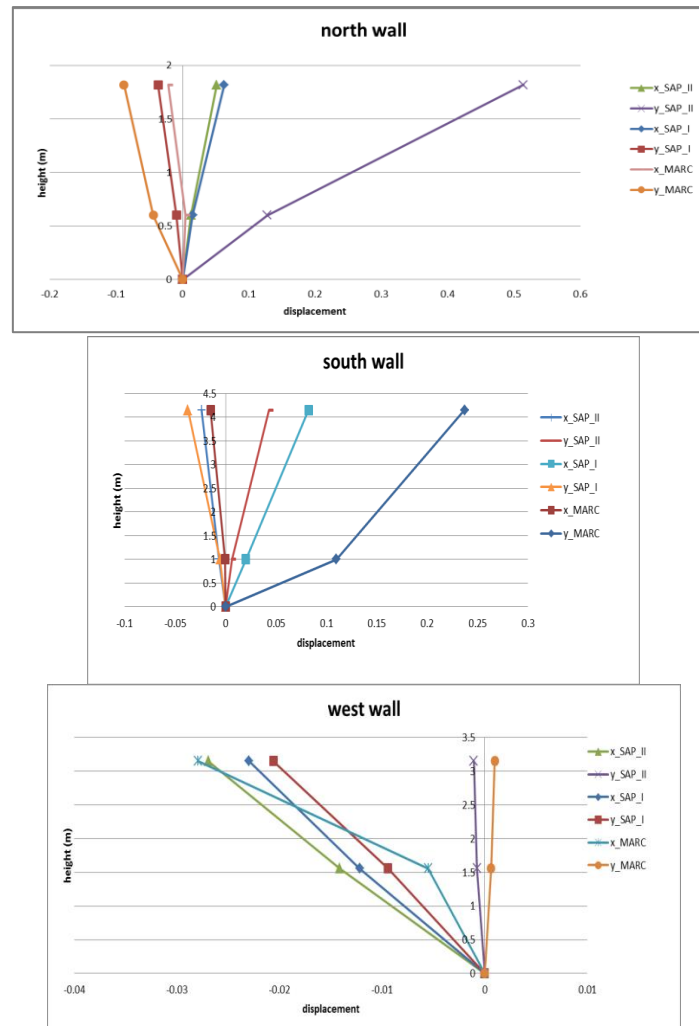 north wall
2
1.5
1
0.5
0
height (m)
-0.2 -0.1 0 0.1 0.2 0.3 0.4 0.5 0.6
displacement
x_SAP_II
y_SAP_II
x_SAP_I
y_SAP_I
x_MARC
y_MARC
south wall
4.5
4
3.5
3
2.5
2
1.5
1
0.5
0
height (m)
-0.1 -0.05 0 0.05 0.1 0.15 0.2 0.25 0.3
displacement
x_SAP_II
y_SAP_II
x_SAP_I
y_SAP_I
x_MARC
y_MARC
west wall
3.5
3
2.5
2
1.5
1
0.5
0
height (m)
-0.04 -0.03 -0.02 -0.01 0 0.01
displacement
x_SAP_II
y_SAP_II
x_SAP_I
y_SAP_I
x_MARC
y_MARC